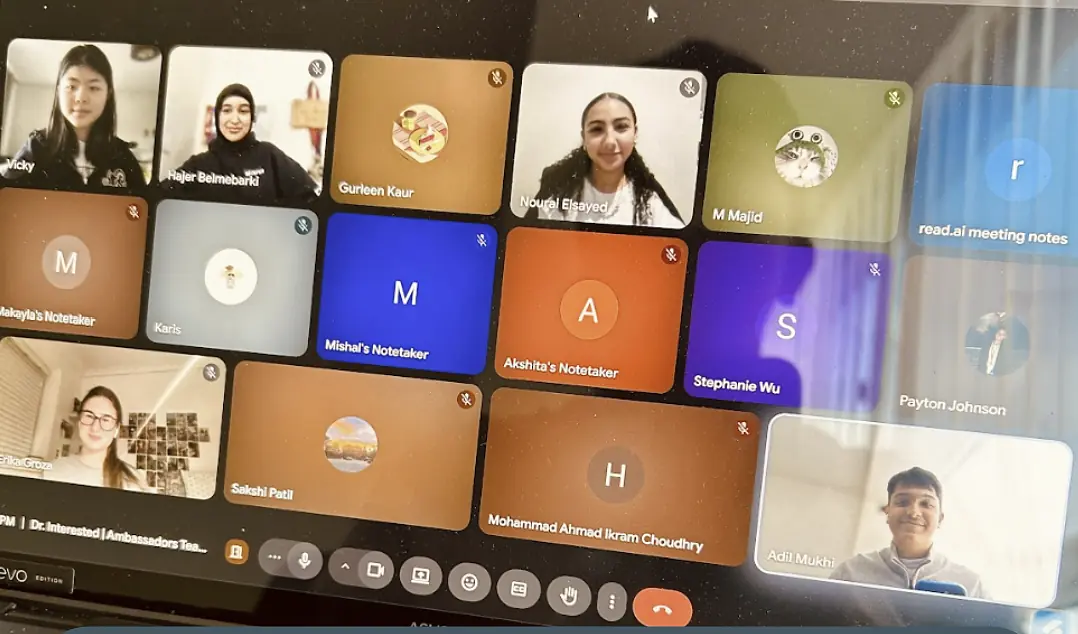 Vicky
Hajer Belmebarki
Gurleen Kaur
Noural Elsayed
M Majid
r
read.ai meeting notes
M
Makayla's Notetaker
Karis
M
Mishal's Notetaker
A
Akshita's Notetaker
S
Stephanie Wu
Payton Johnson
Erika Groza
Sakshi Patil
H
Mohammad Ahmad Ikram Choudhry
Adil Mukhi
PM | Dr. Interested | Ambassadors Tea...
evo EDITION